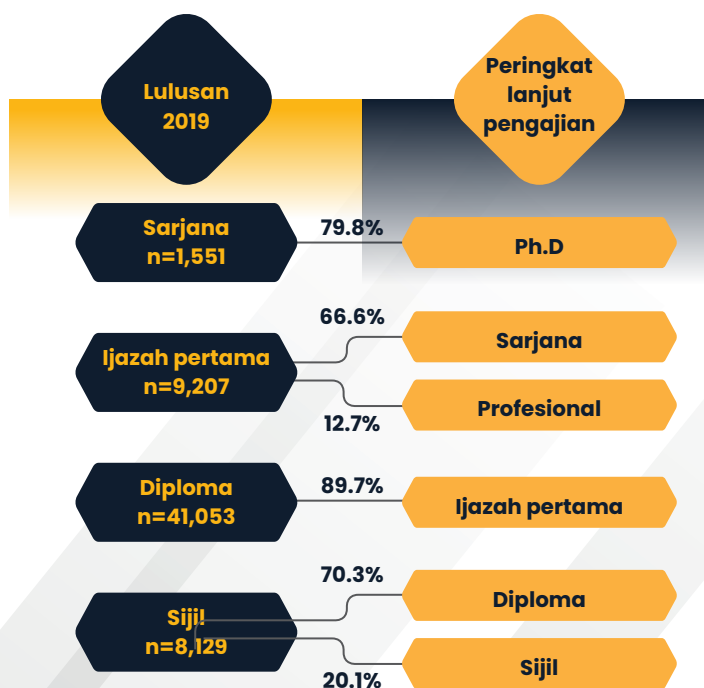 Lulusan
2019
Peringkat
lanjut
pengajian
Sarjana
n=1,551
79.8%
Ph.D
Ijazah pertama
n=9,207
66.6%
Sarjana
12.7%
Profesional
Diploma
n=41,053
89.7%
Ijazah pertama
Sijil
n=8,129
70.3%
Diploma
20.1%
Sijil